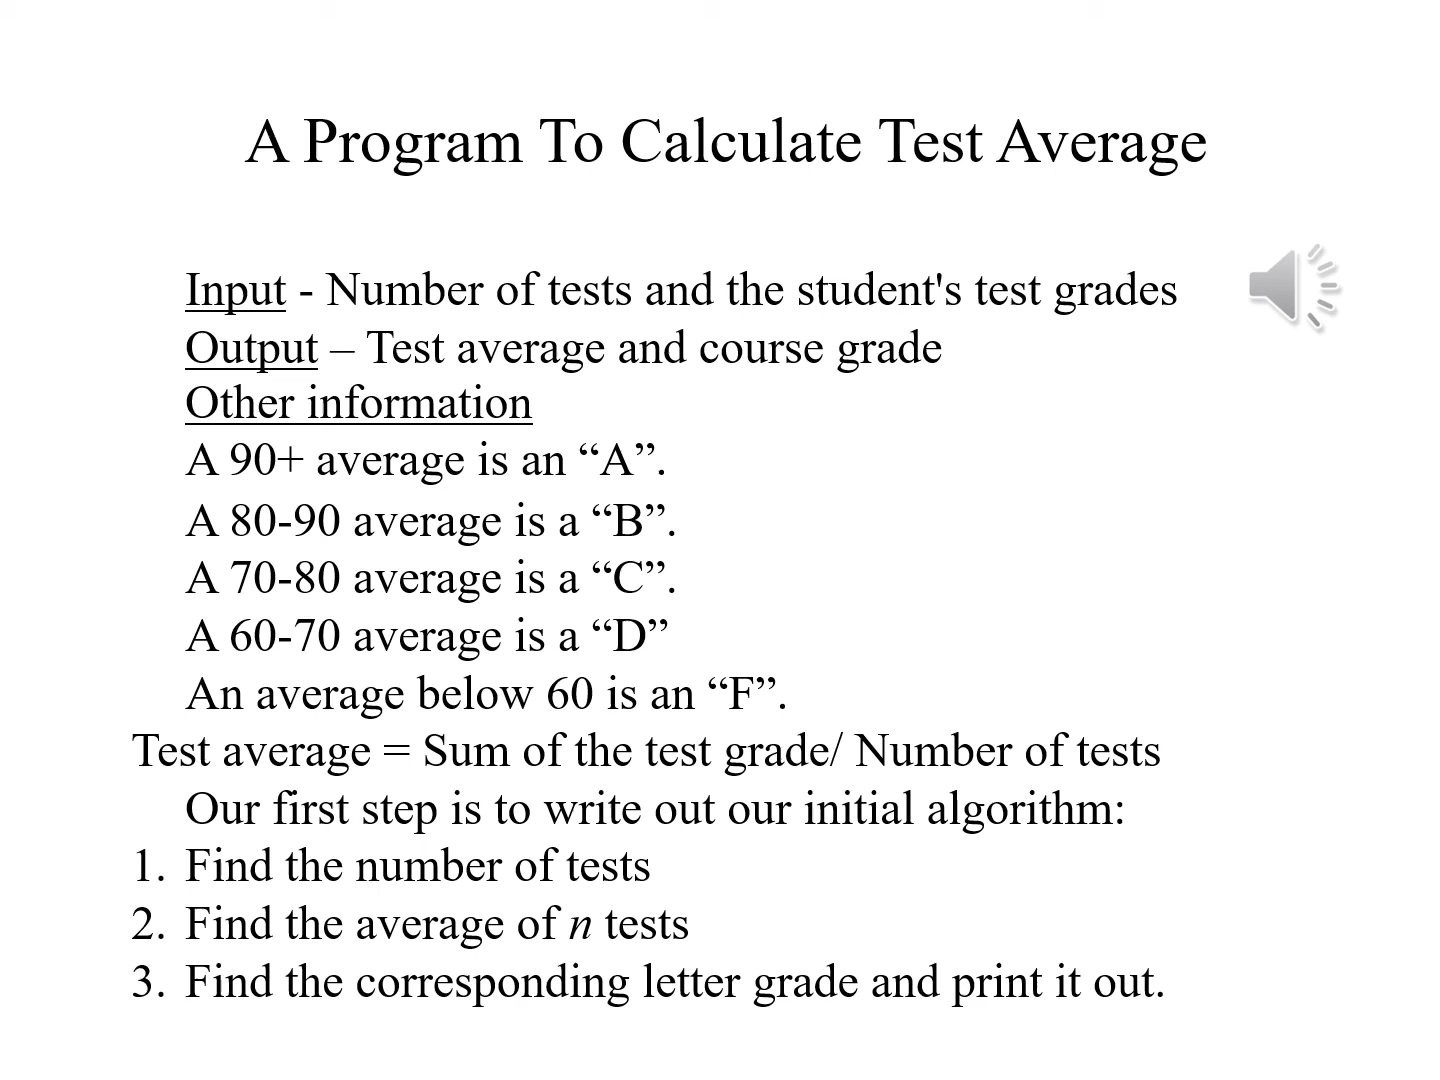 A Program To Calculate Test Average
Input - Number of tests and the student's test grades
Output – Test average and course grade
Other information
A 90+ average is an “A”.
A 80-90 average is a “B”.
A 70-80 average is a “C”.
A 60-70 average is a “D”
An average below 60 is an “F”.
Test average = Sum of the test grade/ Number of tests
Our first step is to write out our initial algorithm:
1. Find the number of tests
2. Find the average of n tests
3. Find the corresponding letter grade and print it out.